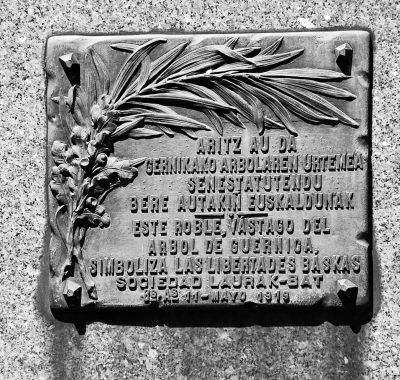 ARITZ AU DA
GERNIKAKO ARBOLAREN URTEMEA
SENESTATUTENDU
BERE AUTAKIN EUSKALDUNAK
ESTE ROBLE, VASTAGO DEL
ARBOL DE GUERNICA,
SIMBOLIZA LAS LIBERTADES BASKAS
SOCIEDAD LAURAK-BAT
11-MAYO 1919